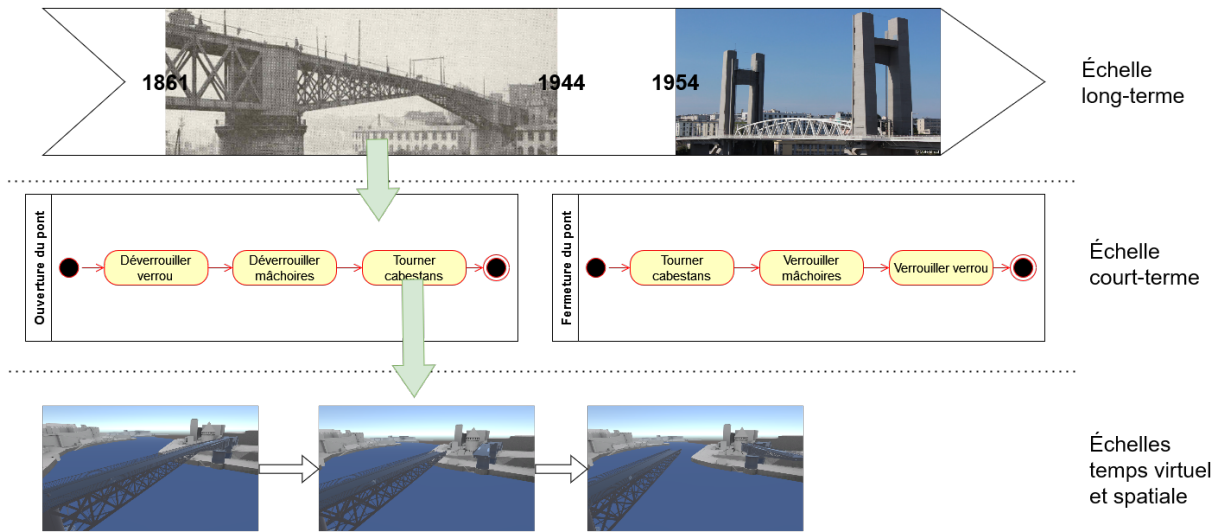 1861
1944
1954
Échelle
long-terme
Ouverture du pont
Déverrouiller
verrou
Déverrouiller
mâchoires
Tourner
cabestans
Fermeture du pont
Tourner
cabestans
Verrouiller
mâchoires
Verrouiller verrou
Échelle
court-terme
Échelles
temps virtuel
et spatiale